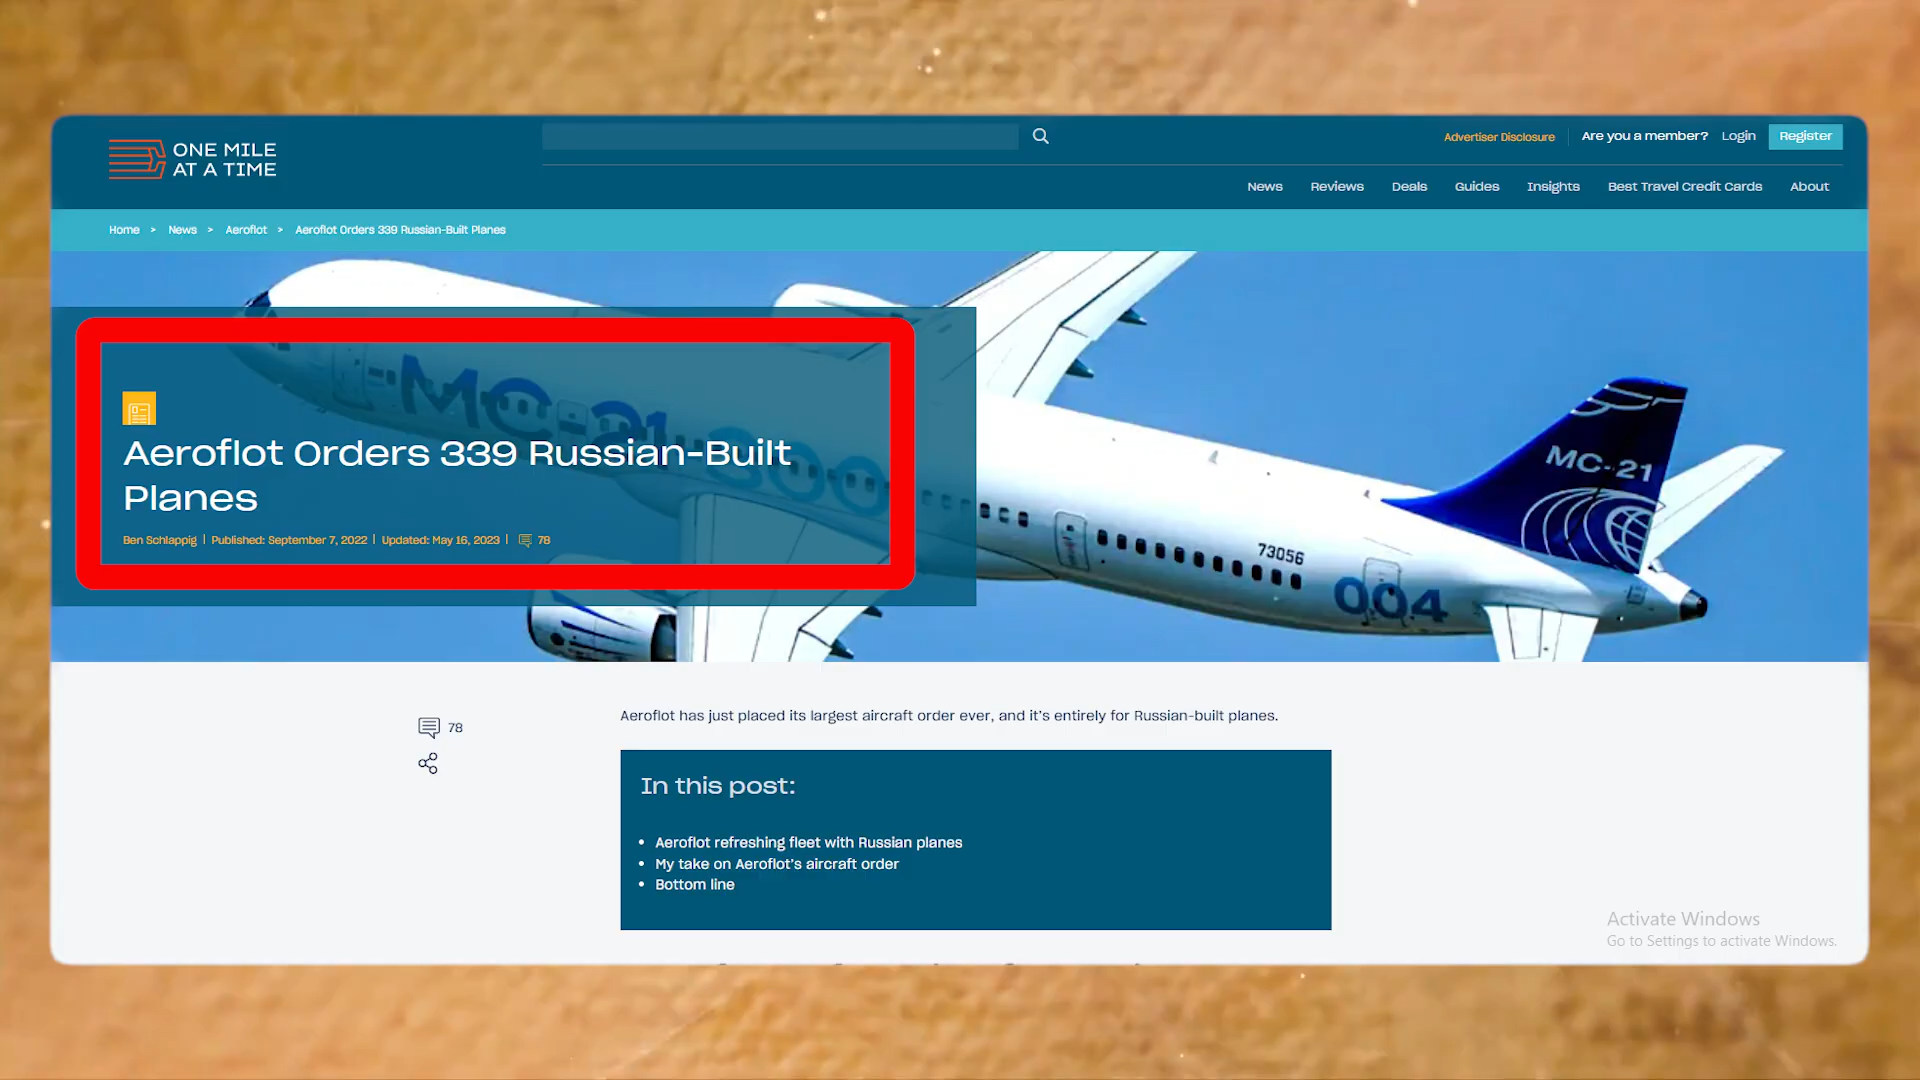 ONE MILE
AT A TIME
Advertiser Disclosure
Are you a member?
Login
Register
News
Reviews
Deals
Guides
Insights
Best Travel Credit Cards
About
Home > News > Aeroflot > Aeroflot Orders 339 Russian-Built Planes
MC-21-300
MC-21
73056
004
Aeroflot Orders 339 Russian-Built
Planes
Ben Schlappig | Published: September 7, 2022 | Updated: May 16, 2023 | 78
78
Aeroflot has just placed its largest aircraft order ever, and it's entirely for Russian-built planes.
In this post:
• Aeroflot refreshing fleet with Russian planes
• My take on Aeroflot's aircraft order
• Bottom line
Activate Windows
Go to Settings to activate Windows.